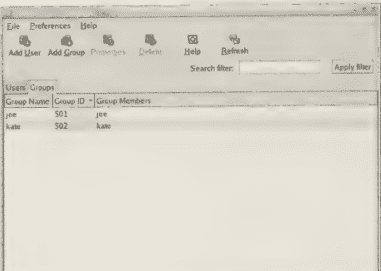 File Preferences Help
Add User Add Group Properties Delete Help Refresh
Search filter: Apply filter
Users Groups
Group Name Group ID Group Members
joe 501 joe
kate 502 kate